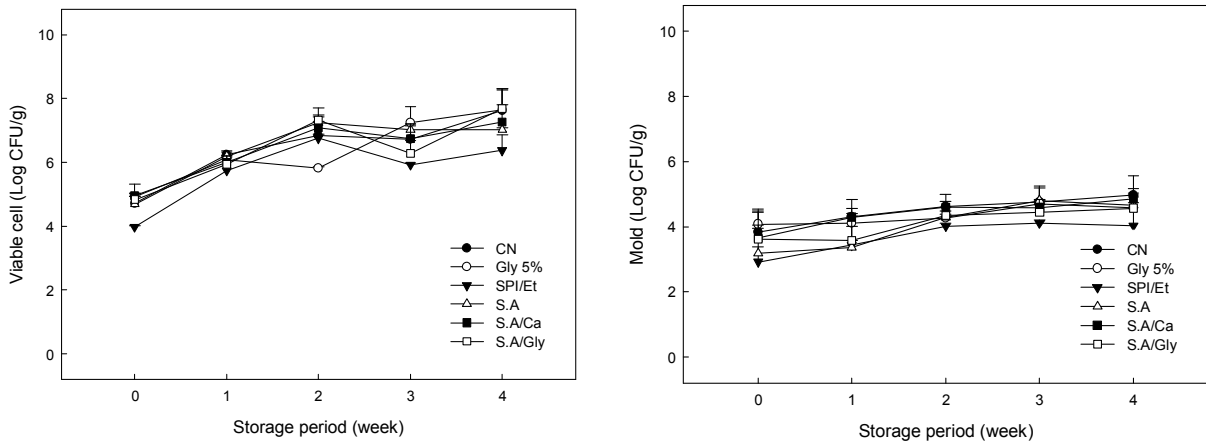 Viable cell (Log CFU/g)
10
8
6
4
2
0
CN
Gly 5%
SPI/Et
S.A
S.A/Ca
S.A/Gly
0 1 2 3 4
Storage period (week)
Mold (Log CFU/g)
10
8
6
4
2
0
CN
Gly 5%
SPI/Et
S.A
S.A/Ca
S.A/Gly
0 1 2 3 4
Storage period (week)